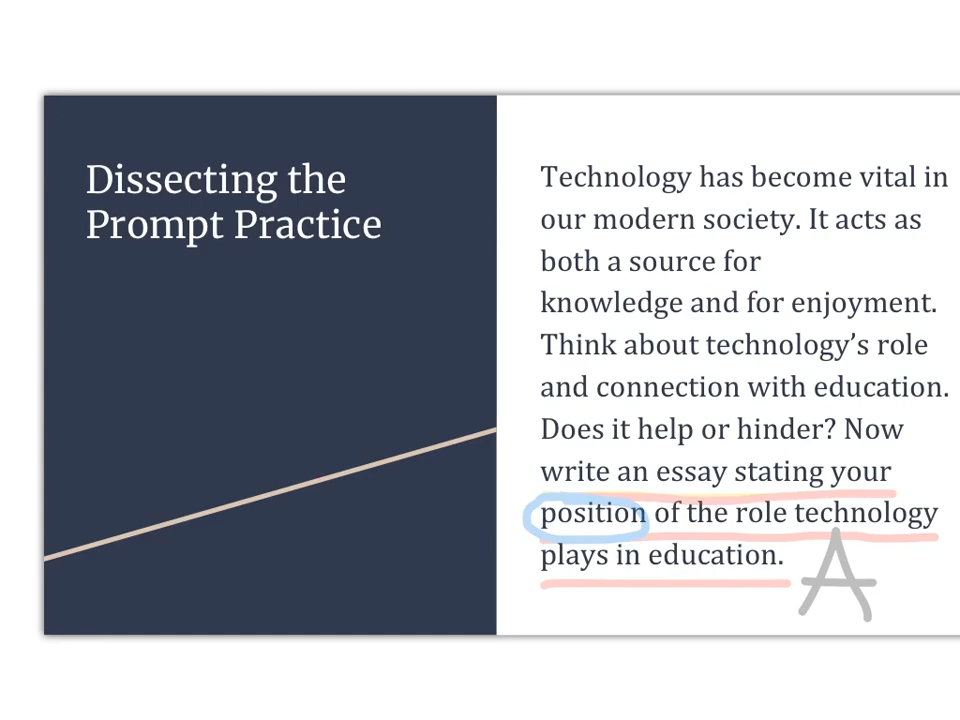 Dissecting the
Prompt Practice
Technology has become vital in
our modern society. It acts as
both a source for
knowledge and for enjoyment.
Think about technology’s role
and connection with education.
Does it help or hinder? Now
write an essay stating your
position of the role technology
plays in education.
A